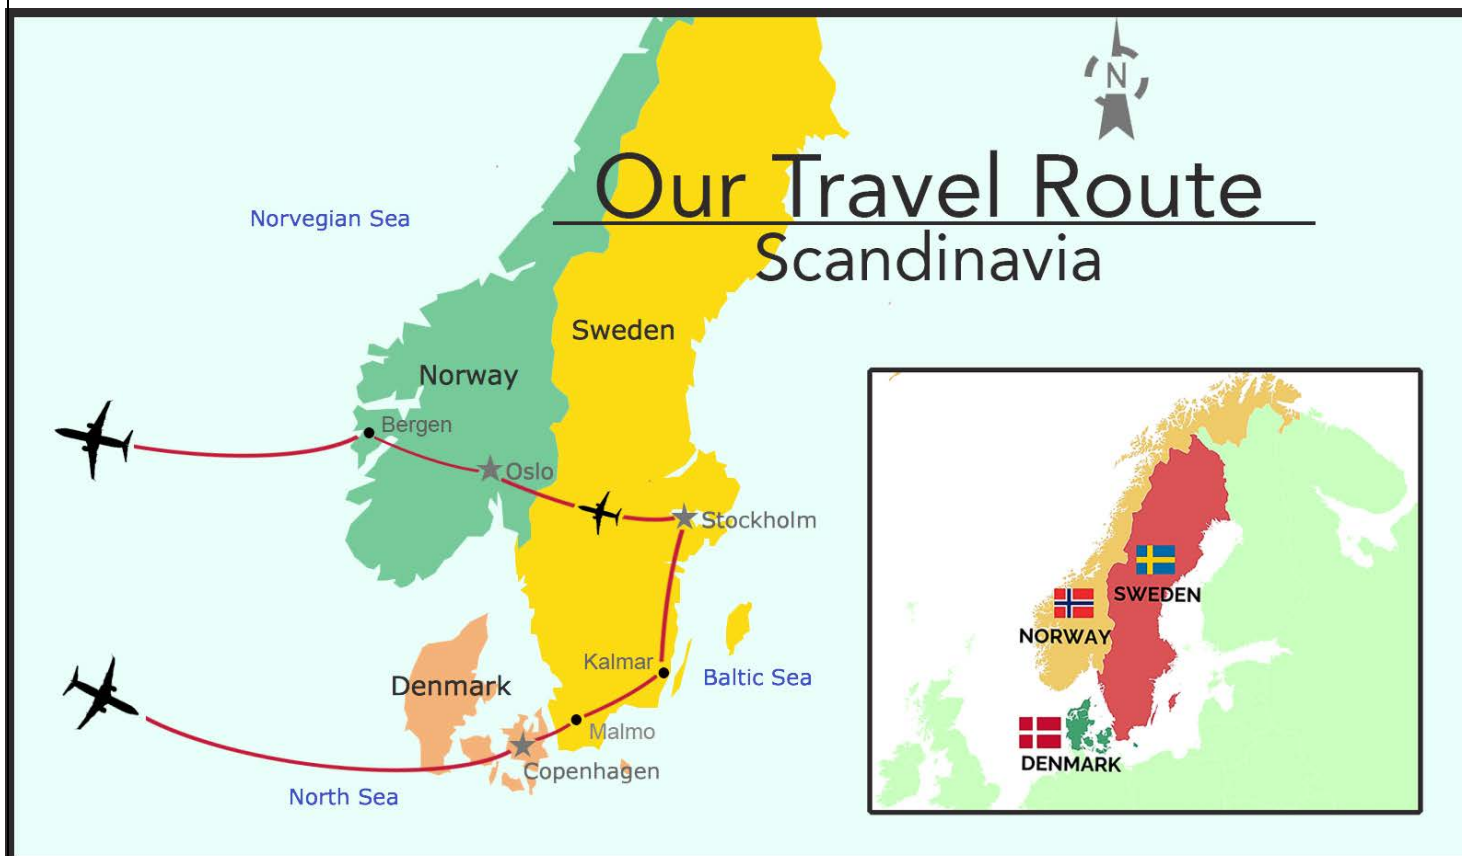 N
Our Travel Route
Scandinavia
Norvegian Sea
Sweden
Norway
Bergen
Oslo
Stockholm
Kalmar
Baltic Sea
Denmark
Malmo
Copenhagen
North Sea
SWEDEN
NORWAY
DENMARK